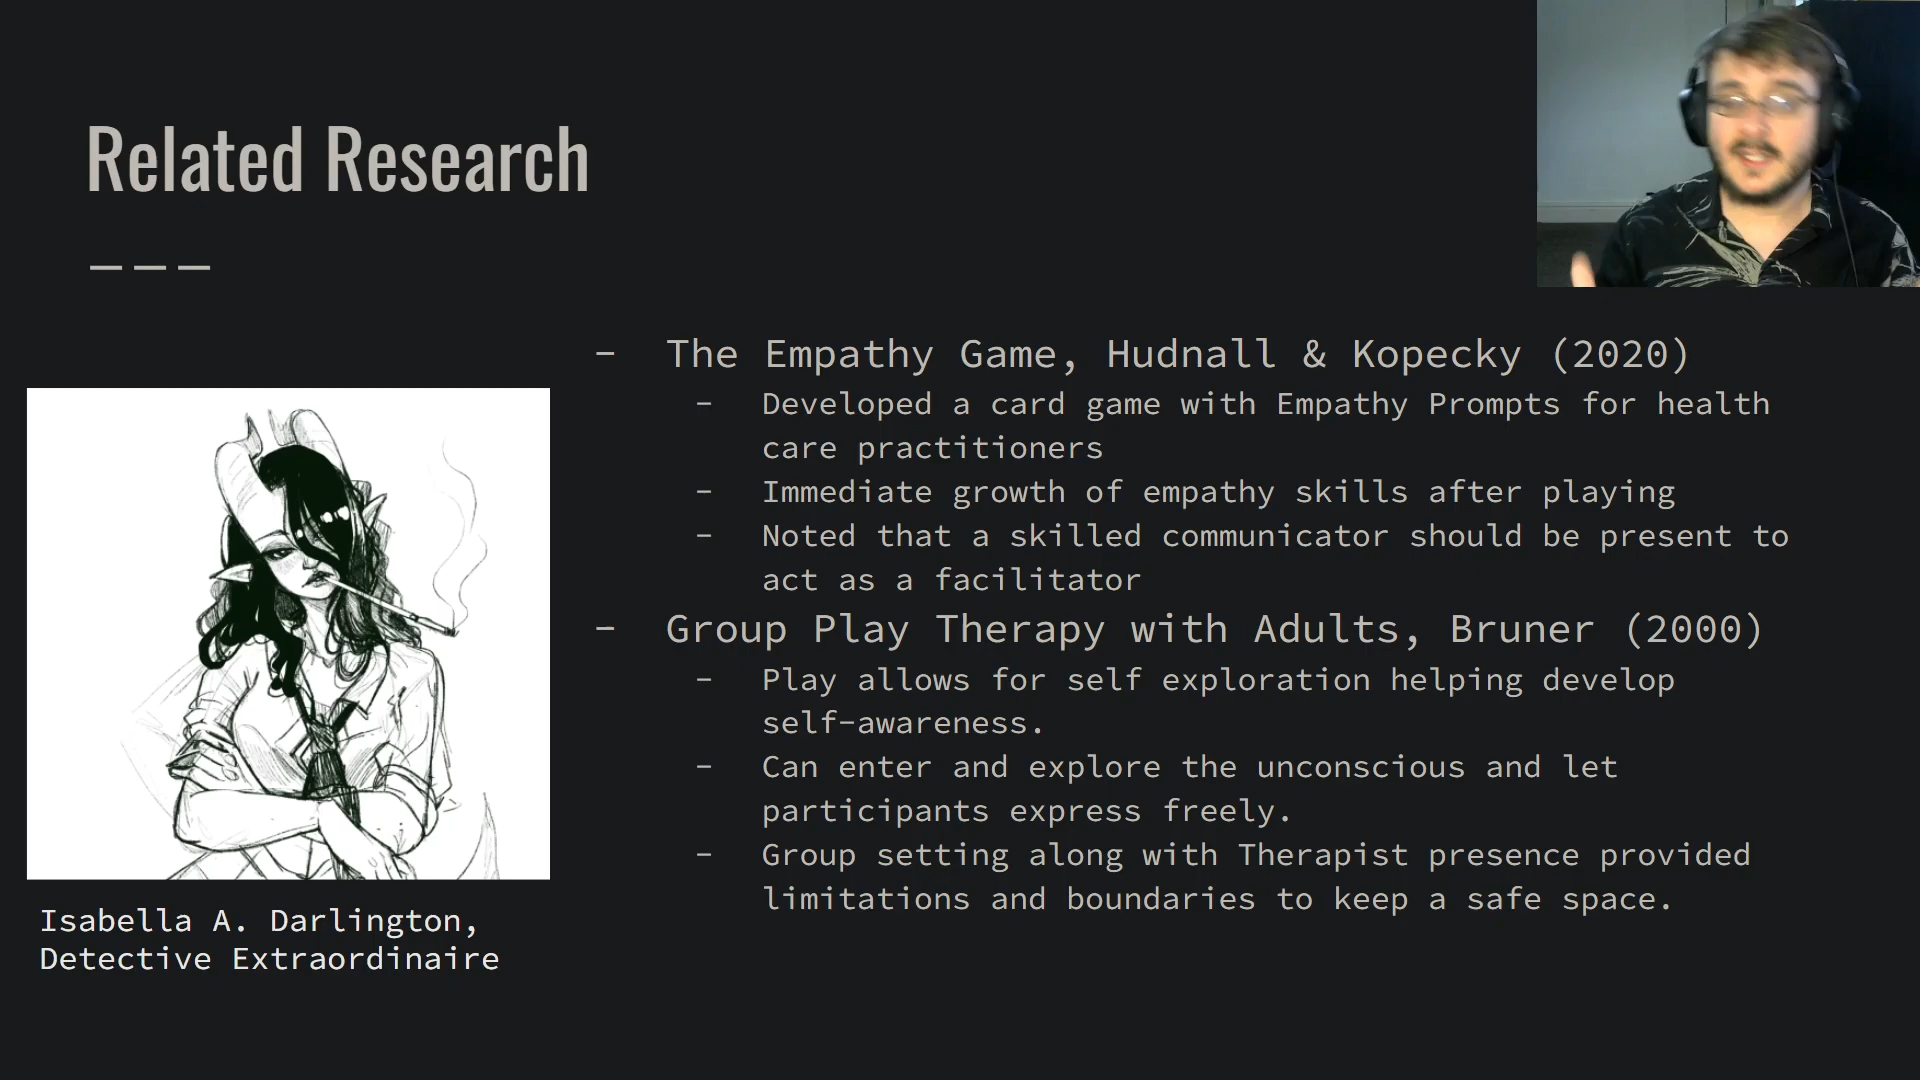 Related Research
- The Empathy Game, Hudnall & Kopecky (2020)
- Developed a card game with Empathy Prompts for health
care practitioners
- Immediate growth of empathy skills after playing
- Noted that a skilled communicator should be present to
act as a facilitator
- Group Play Therapy with Adults, Bruner (2000)
- Play allows for self exploration helping develop
self-awareness.
- Can enter and explore the unconscious and let
participants express freely.
- Group setting along with Therapist presence provided
limitations and boundaries to keep a safe space.
Isabella A. Darlington,
Detective Extraordinaire